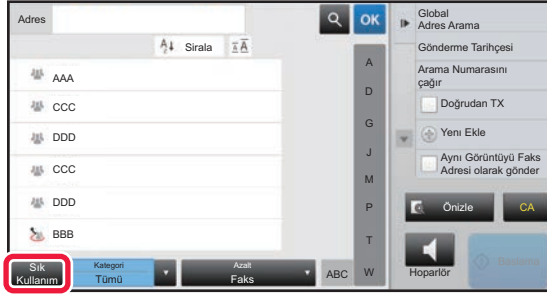 Adres
OK
Sırala
AAA
CCC
DDD
CCC
DDD
BBB
A
D
G
J
M
P
T
W
Sık
Kullanım
Kategori
Tümü
Azalt
Faks
ABC
Global
Adres Arama
Gönderme Tarihçesi
Arama Numarasını
çağır
Doğrudan TX
Yeni Ekle
Aynı Görüntüyü Faks
Adresi olarak gönder
Önizle
CA
Hoparlör